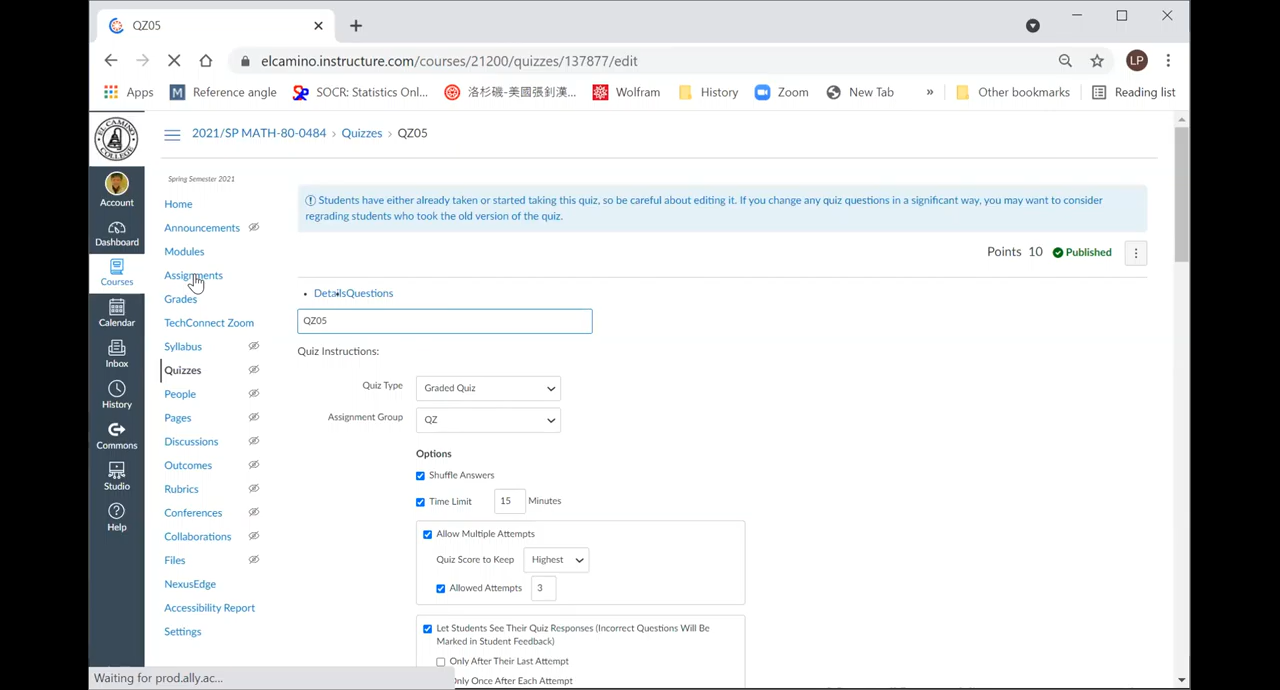 QZ05
elcamino.instructure.com/courses/21200/quizzes/137877/edit
LP
Apps
M Reference angle
SOCR: Statistics Onl...
洛杉磯-美國張釗漢...
Wolfram
History
Zoom
New Tab
»
Other bookmarks
Reading list
2021/SP MATH-80-0484 › Quizzes › QZ05
Spring Semester 2021
Account
Dashboard
Courses
Calendar
Inbox
History
Commons
Studio
Help
Home
Announcements
Modules
Assignments
Grades
TechConnect Zoom
Syllabus
Quizzes
People
Pages
Discussions
Outcomes
Rubrics
Conferences
Collaborations
Files
NexusEdge
Accessibility Report
Settings
Students have either already taken or started taking this quiz, so be careful about editing it. If you change any quiz questions in a significant way, you may want to consider
regrading students who took the old version of the quiz.
Points 10 Published
DetailsQuestions
QZ05
Quiz Instructions:
Quiz Type Graded Quiz
Assignment Group QZ
Options
Shuffle Answers
Time Limit 15 Minutes
Allow Multiple Attempts
Quiz Score to Keep Highest
Allowed Attempts 3
Let Students See Their Quiz Responses (Incorrect Questions Will Be
Marked in Student Feedback)
Only After Their Last Attempt
Only Once After Each Attempt
Waiting for prod.ally.ac...